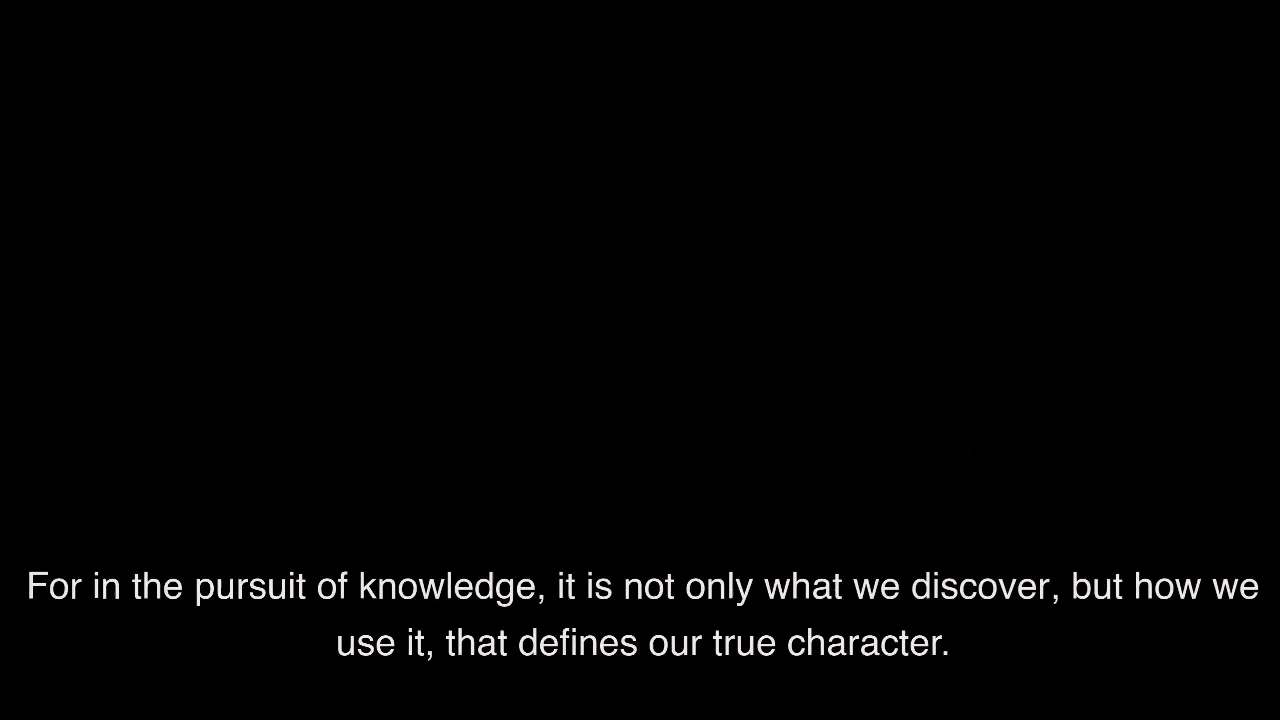 For in the pursuit of knowledge, it is not only what we discover, but how we
use it, that defines our true character.